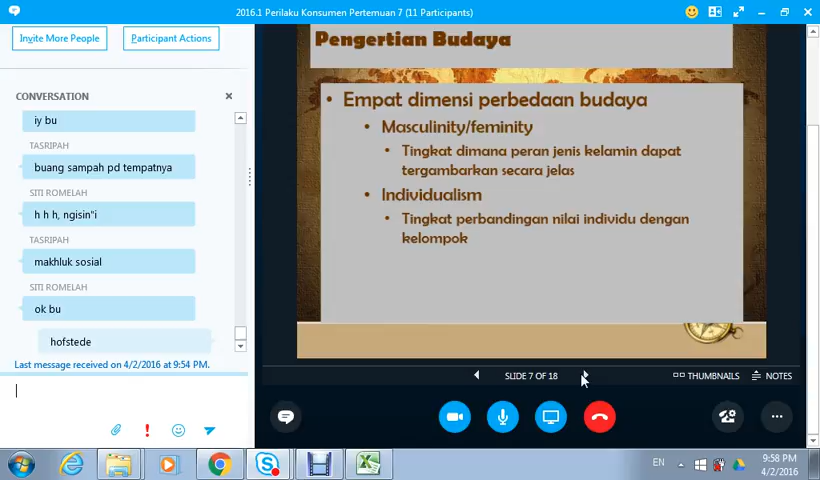 2016.1 Perilaku Konsumen Pertemuan 7 (11 Participants)
Invite More People
Participant Actions
CONVERSATION
iy bu
TASRIPAH
buang sampah pd tempatnya
SITI ROMELAH
h h h, ngisin"i
TASRIPAH
makhluk sosial
SITI ROMELAH
ok bu
hofstede
Last message received on 4/2/2016 at 9:54 PM.
Pengertian Budaya
• Empat dimensi perbedaan budaya
• Masculinity/feminity
• Tingkat dimana peran jenis kelamin dapat
tergambarkan secara jelas
• Individualism
• Tingkat perbandingan nilai individu dengan
kelompok
SLIDE 7 OF 18
THUMBNAILS
NOTES
EN
9:58 PM
4/2/2016